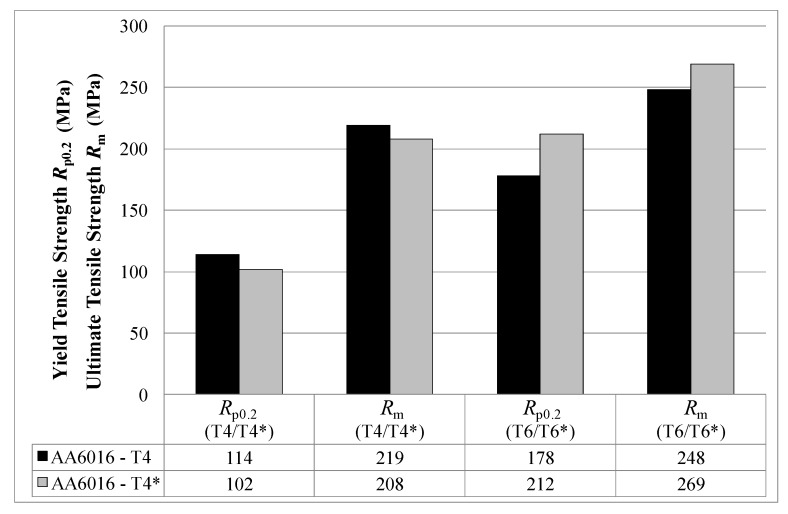 Yield Tensile Strength Rp0.2 (MPa)
Ultimate Tensile Strength Rm (MPa)
300
250
200
150
100
50
0
Rp0.2 Rm Rp0.2 Rm
(T4/T4*) (T4/T4*) (T6/T6*) (T6/T6*)
AA6016 - T4 114 219 178 248
AA6016 - T4* 102 208 212 269